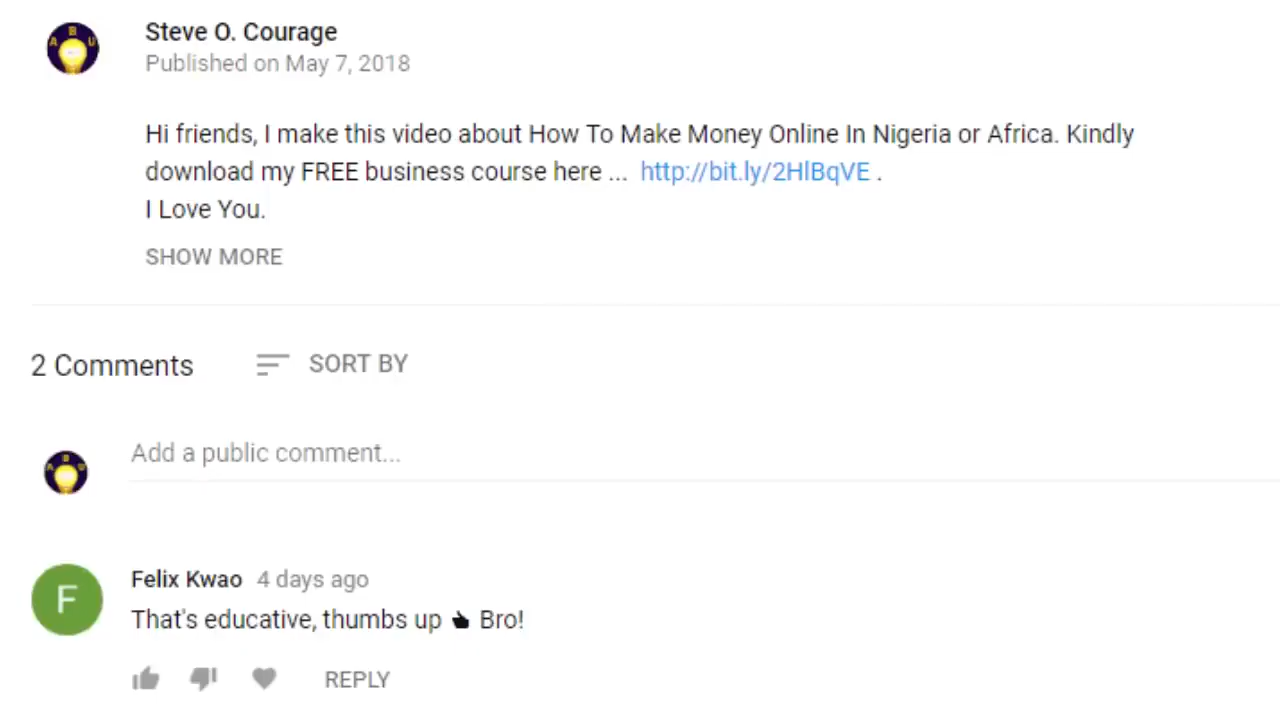 A B U
Steve O. Courage
Published on May 7, 2018
Hi friends, I make this video about How To Make Money Online In Nigeria or Africa. Kindly
download my FREE business course here ... http://bit.ly/2HlBqVE .
I Love You.
SHOW MORE
2 Comments
SORT BY
A B U
Add a public comment...
F
Felix Kwao 4 days ago
That's educative, thumbs up Bro!
REPLY